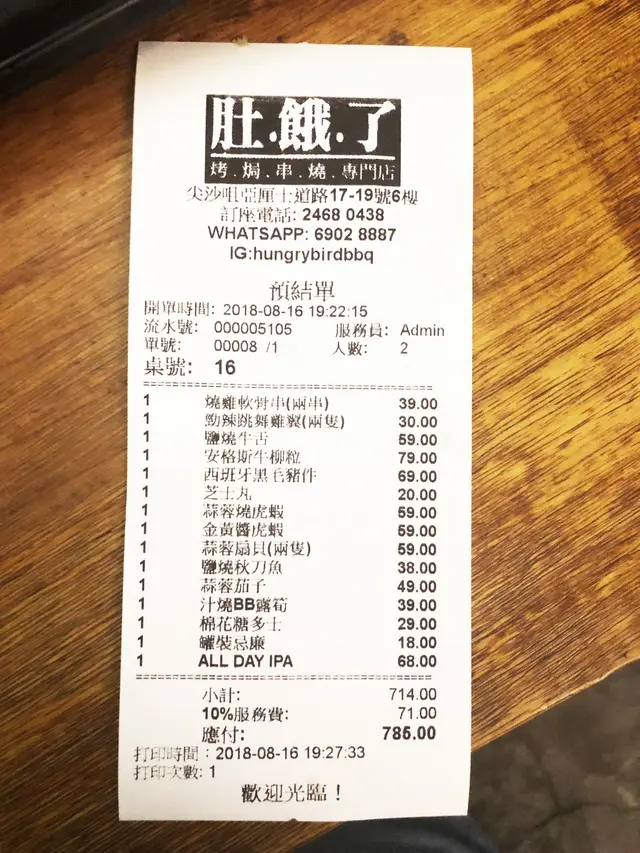 肚.餓.了
烤.焗.串.燒.專門店
尖沙咀亞厘士道路17-19號6樓
訂座電話: 2468 0438
WHATSAPP: 6902 8887
IG:hungrybirdbbq
預結單
開單時間: 2018-08-16 19:22:15
流水號: 000005105 服務員: Admin
單號: 00008 /1 人數: 2
桌號: 16
1 燒雞軟骨串(兩串) 39.00
1 勁辣跳舞雞翼(兩隻) 30.00
1 鹽燒牛舌 59.00
1 安格斯牛柳粒 79.00
1 西班牙黑毛豬件 69.00
1 芝士丸 20.00
1 蒜蓉燒虎蝦 59.00
1 金黃醬虎蝦 59.00
1 蒜蓉扇貝(兩隻) 59.00
1 鹽燒秋刀魚 38.00
1 蒜蓉茄子 49.00
1 汁燒BB露筍 39.00
1 棉花糖多士 29.00
1 罐裝忌廉 18.00
1 ALL DAY IPA 68.00
小計: 714.00
10%服務費: 71.00
應付: 785.00
打印時間：2018-08-16 19:27:33
打印次數: 1
歡迎光臨！